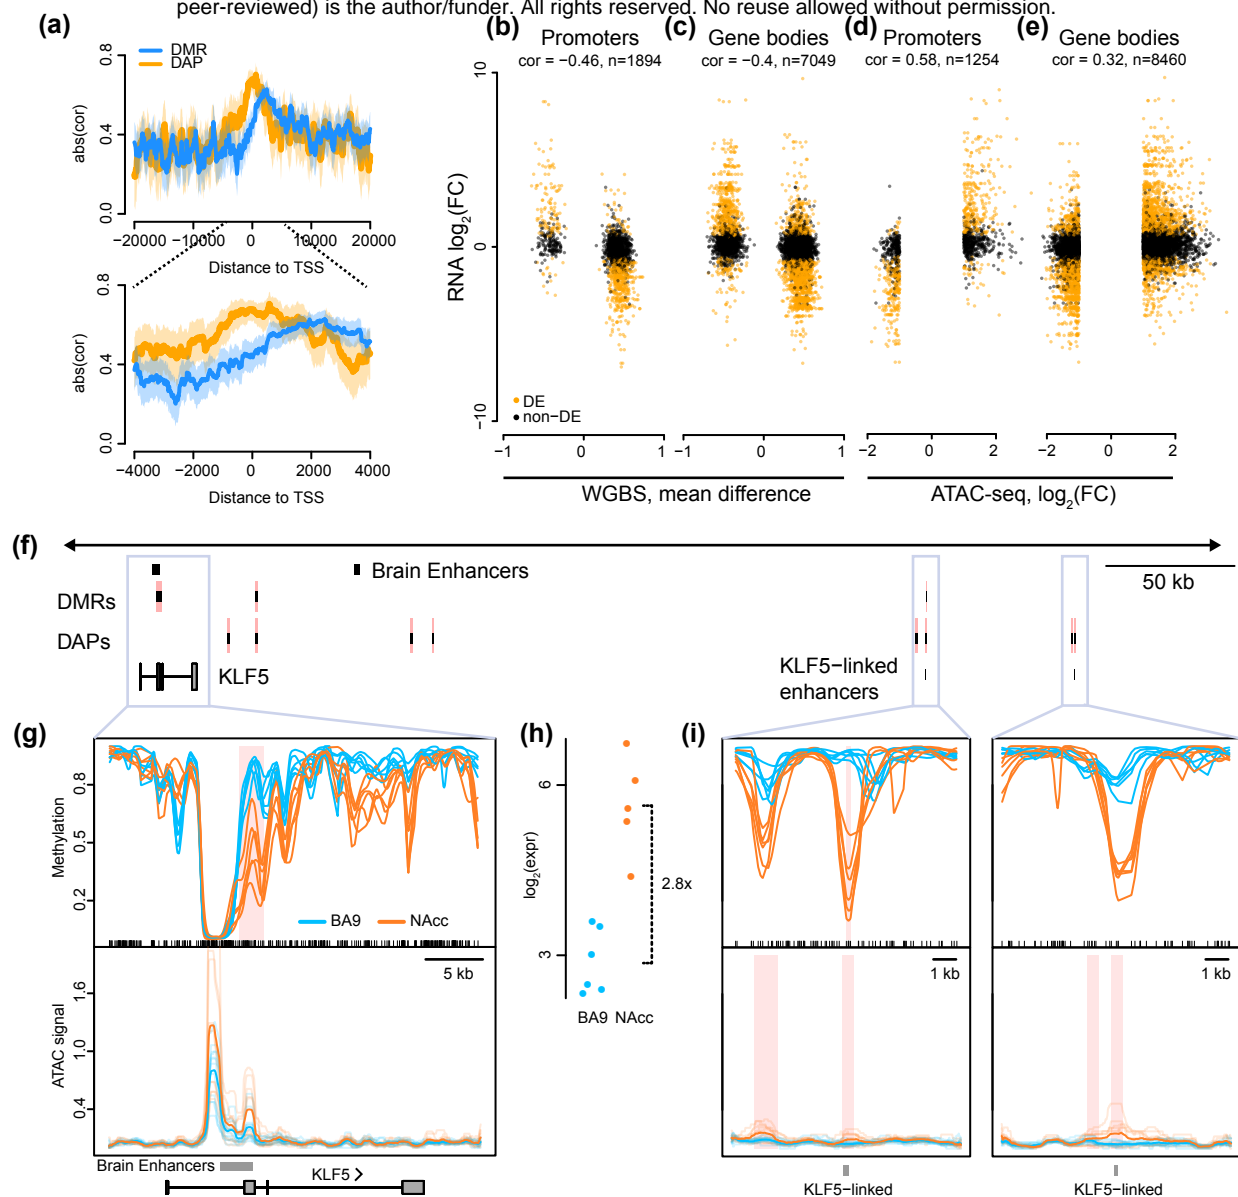 peer-reviewed) is the author/funder. All rights reserved. No reuse allowed without permission.
(a)
DMR
DAP
abs(cor)
0.8
0.4
0.0
−20000 −10000 0 10000 20000
Distance to TSS
abs(cor)
0.8
0.4
0.0
−4000 −2000 0 2000 4000
Distance to TSS
(b) Promoters
cor = −0.46, n=1894
(c) Gene bodies
cor = −0.4, n=7049
(d) Promoters
cor = 0.58, n=1254
(e) Gene bodies
cor = 0.32, n=8460
RNA log2(FC)
10
0
−10
DE
non−DE
−1 0 1
−1 0 1
−2 0 2
−2 0 2
WGBS, mean difference
ATAC−seq, log2(FC)
(f)
Brain Enhancers
50 kb
DMRs
DAPs
KLF5
KLF5−linked
enhancers
(g)
Methylation
0.8
0.5
0.2
BA9 NAcc
5 kb
ATAC signal
1.6
1.0
0.4
Brain Enhancers
KLF5
(h)
log2(expr)
6
3
2.8x
BA9 NAcc
(i)
1 kb
1 kb
KLF5−linked
KLF5−linked